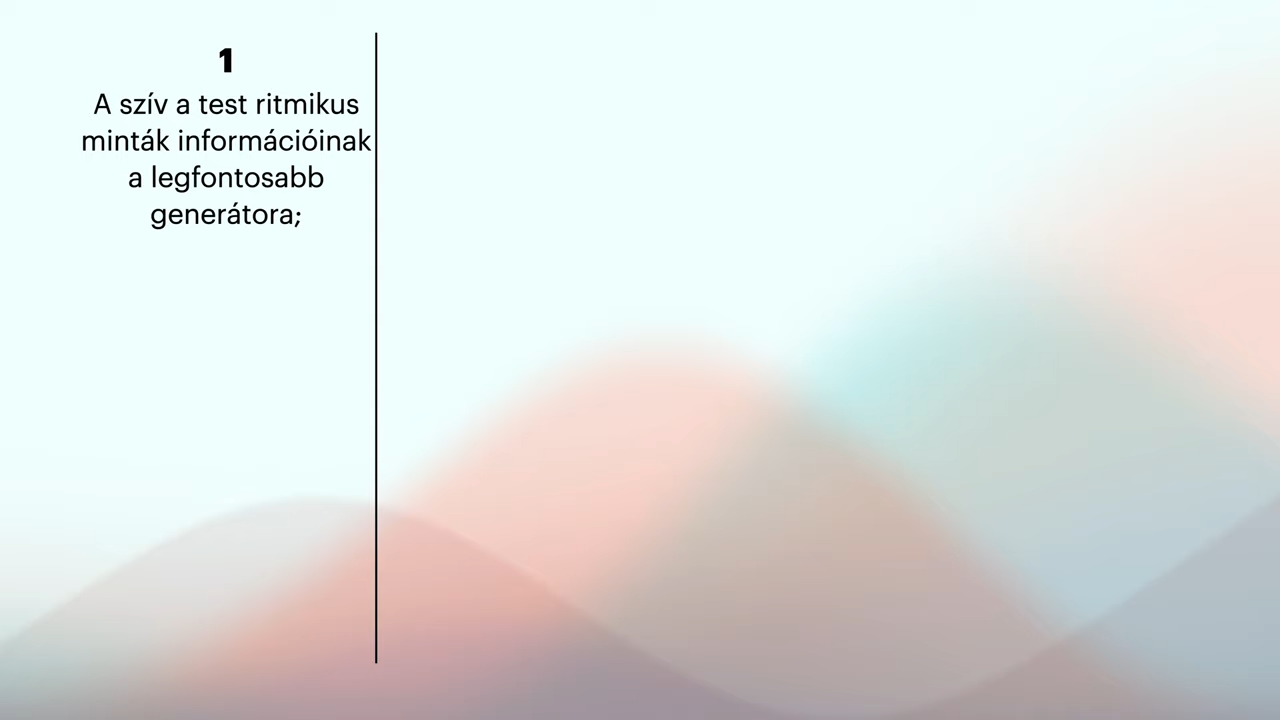 1
A szív a test ritmikus
minták információinak
a legfontosabb
generátora;